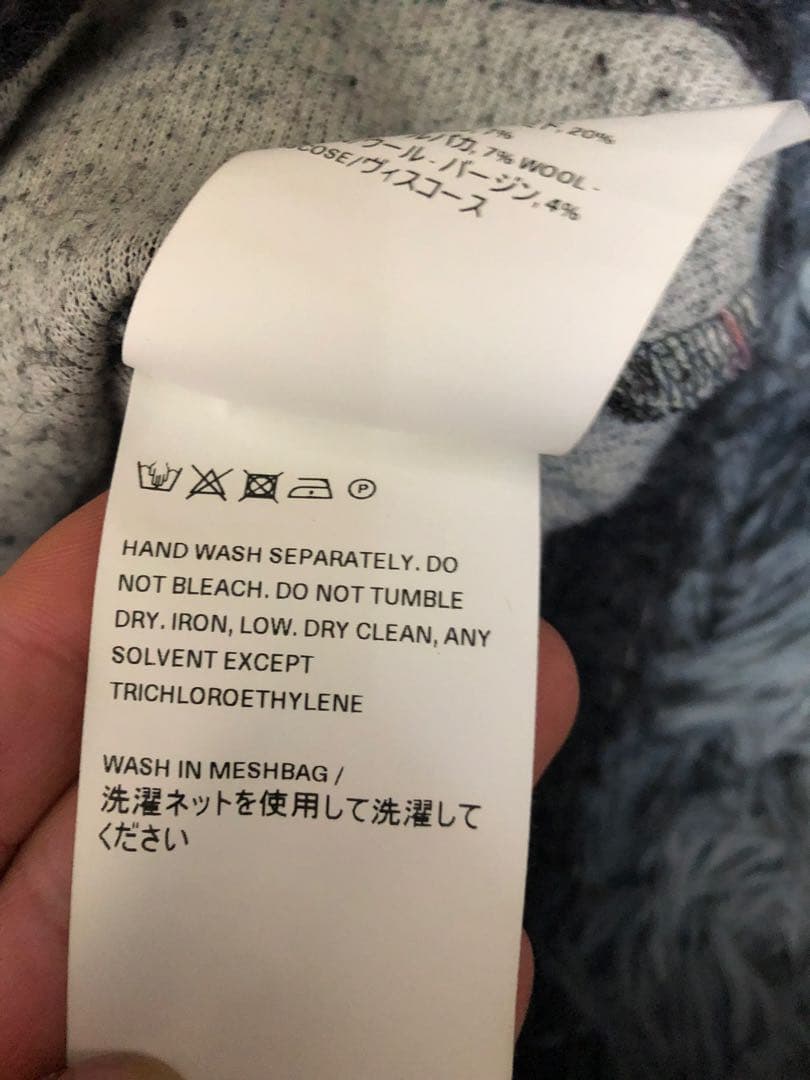 20%
7%
ルパカ, 7% WOOL -
ウール - バージン, 4%
COSE/ヴィスコース
P
HAND WASH SEPARATELY. DO
NOT BLEACH. DO NOT TUMBLE
DRY. IRON, LOW. DRY CLEAN, ANY
SOLVENT EXCEPT
TRICHLOROETHYLENE
WASH IN MESHBAG /
洗濯ネットを使用して洗濯して
ください